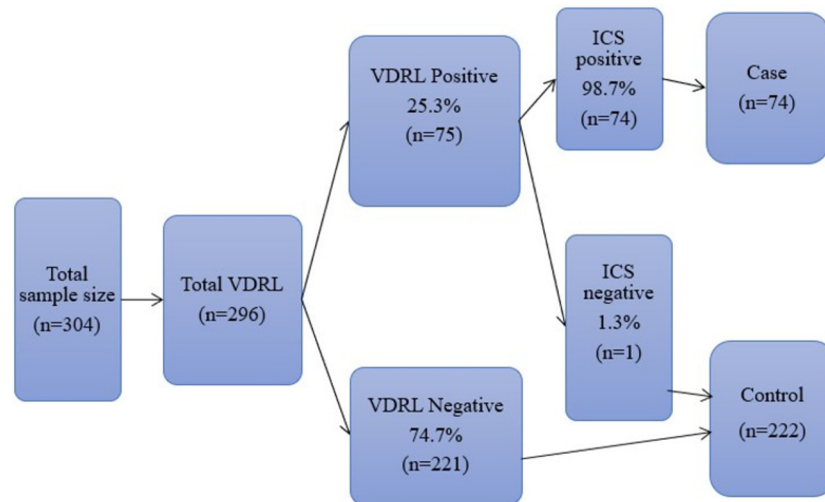 Total
sample size
(n=304)
Total VDRL
(n=296)
VDRL Positive
25.3%
(n=75)
ICS
positive
98.7%
(n=74)
Case
(n=74)
ICS
negative
1.3%
(n=1)
VDRL Negative
74.7%
(n=221)
Control
(n=222)